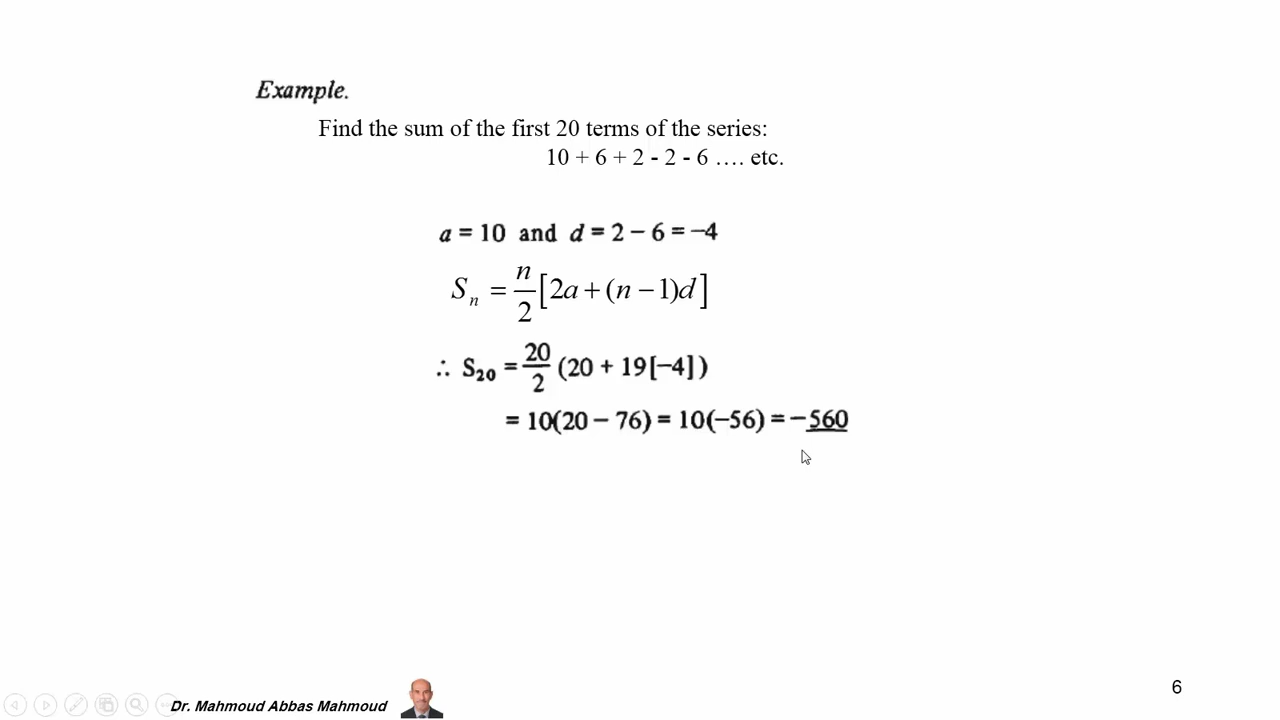 Example.
Find the sum of the first 20 terms of the series:
10 + 6 + 2 - 2 - 6 …. etc.
a = 10 and d = 2 – 6 = –4
Sₙ = n/2 [2a + (n – 1)d]
∴ S₂₀ = 20/2 (20 + 19[–4])
= 10(20 – 76) = 10(–56) = –560
Dr. Mahmoud Abbas Mahmoud
6